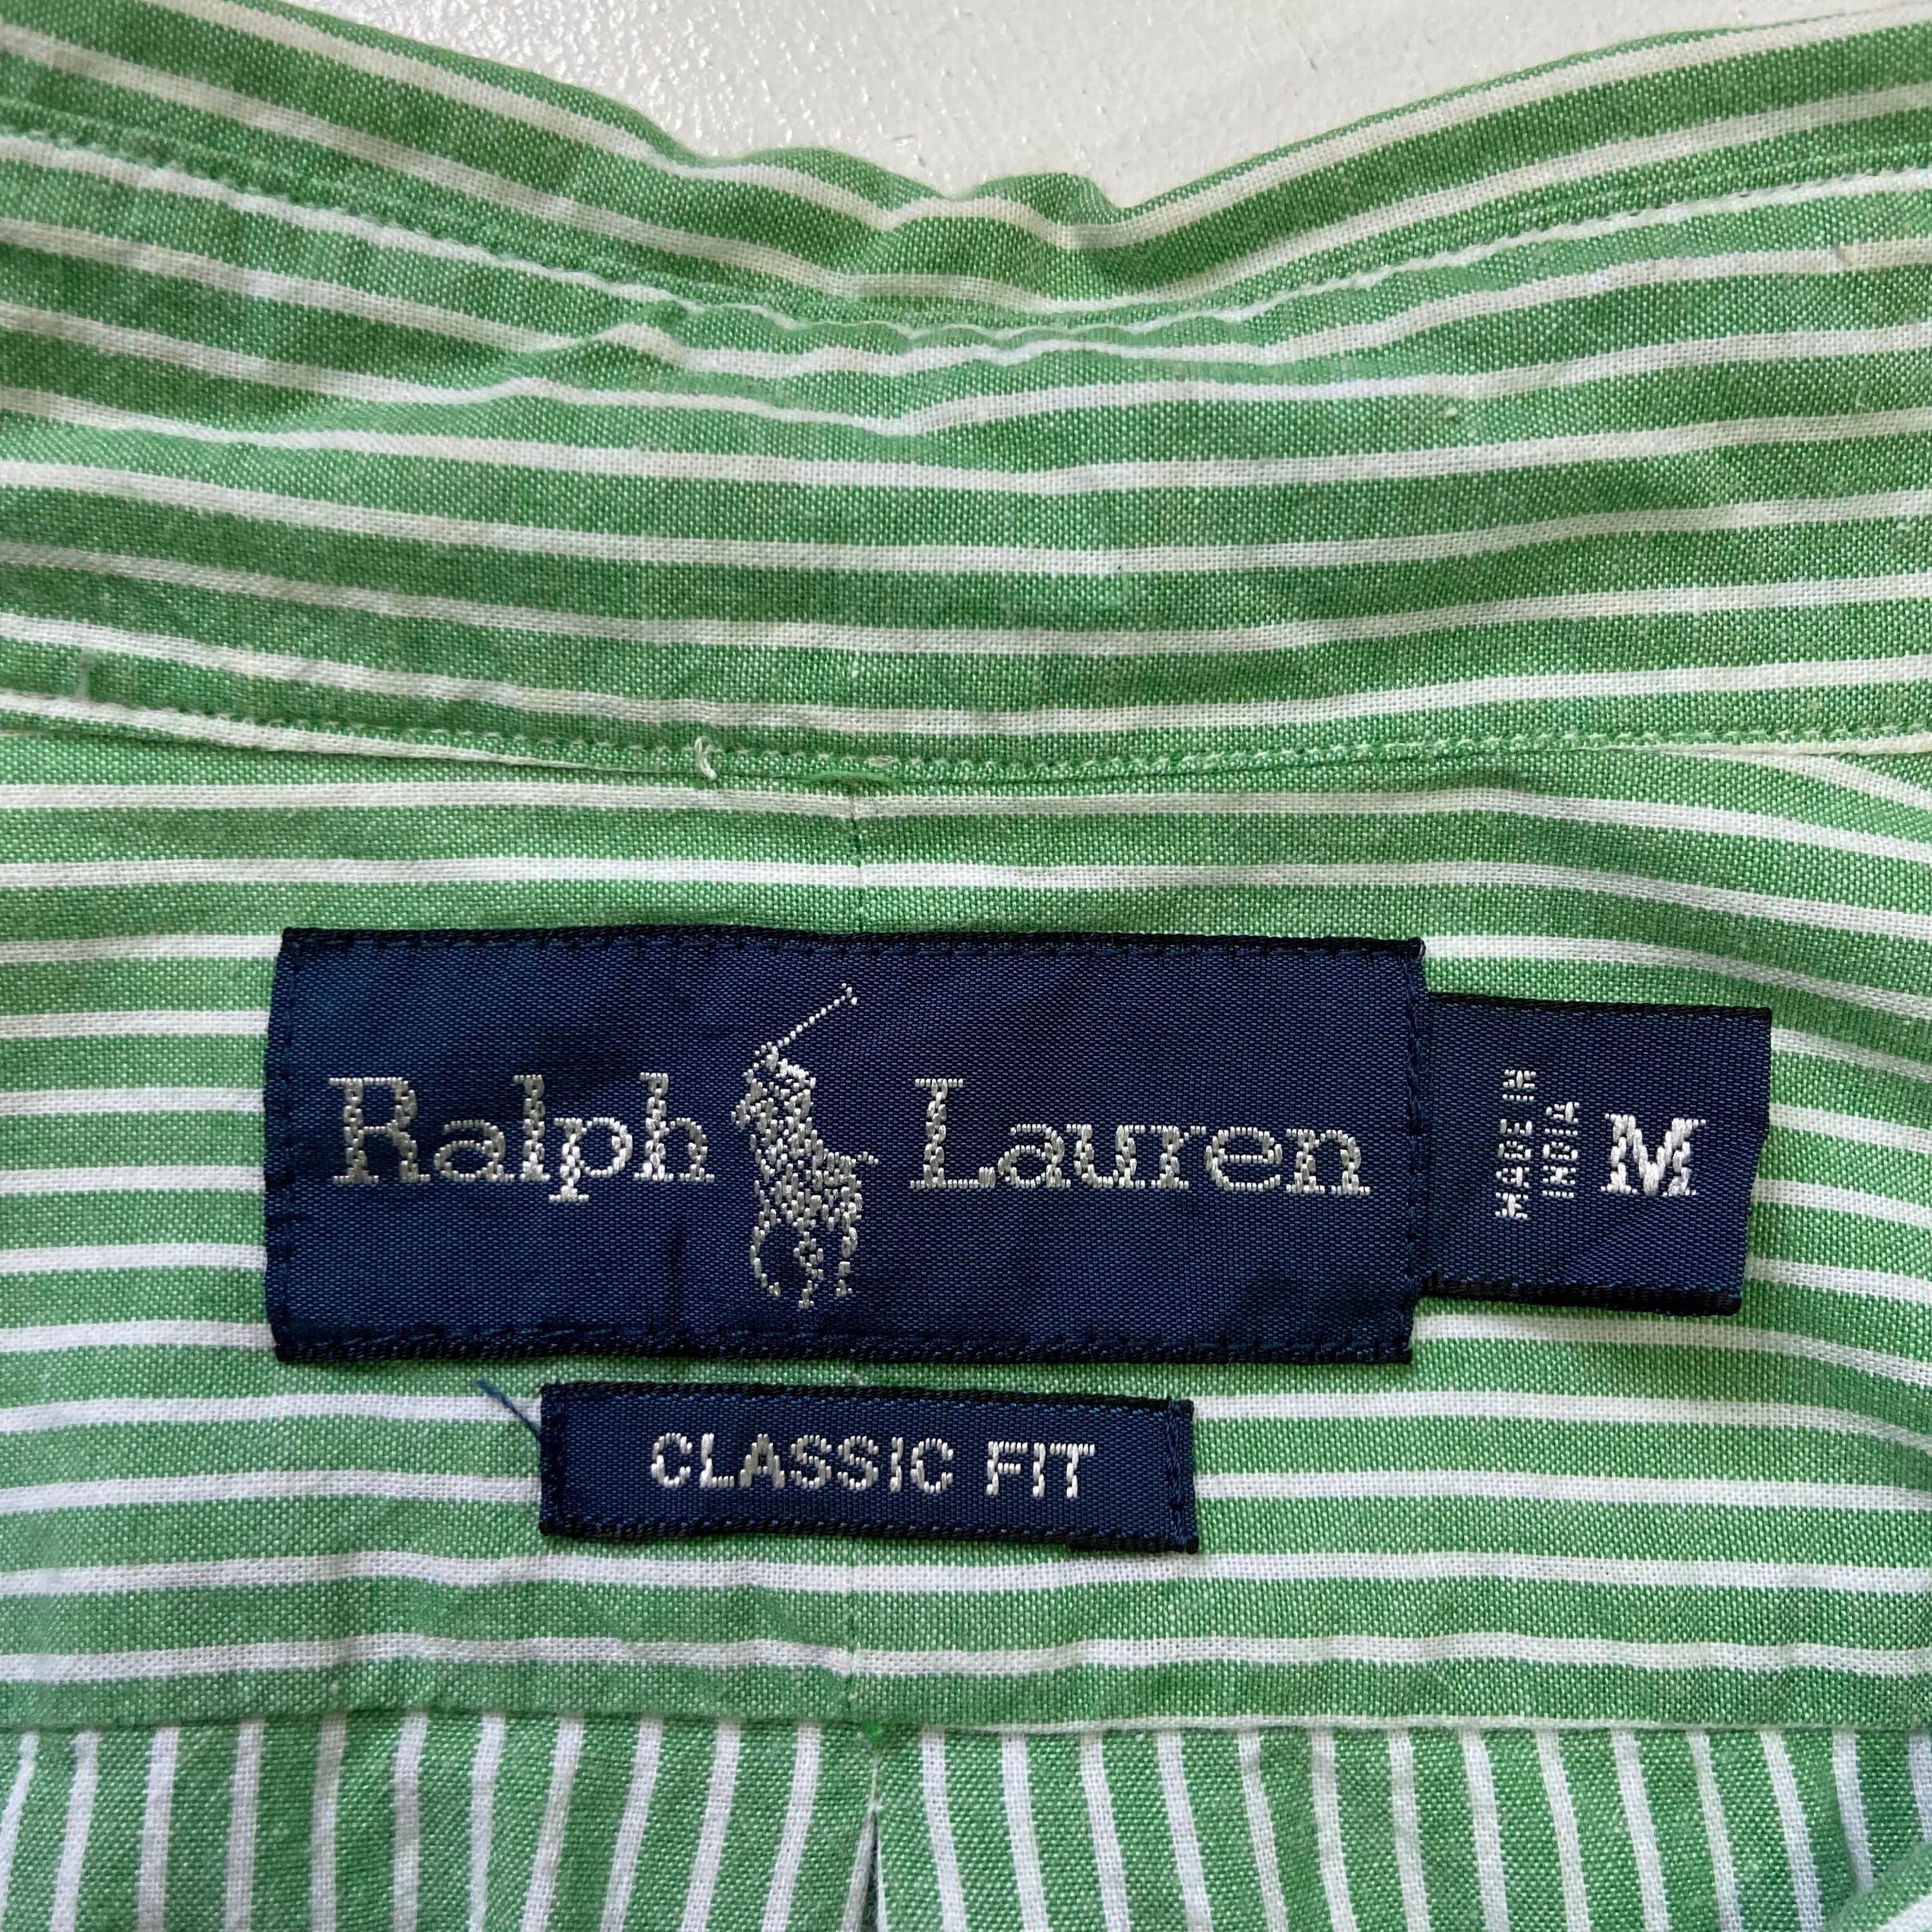 Ralph Lauren
MADE IN
INDIA
M
CLASSIC FIT